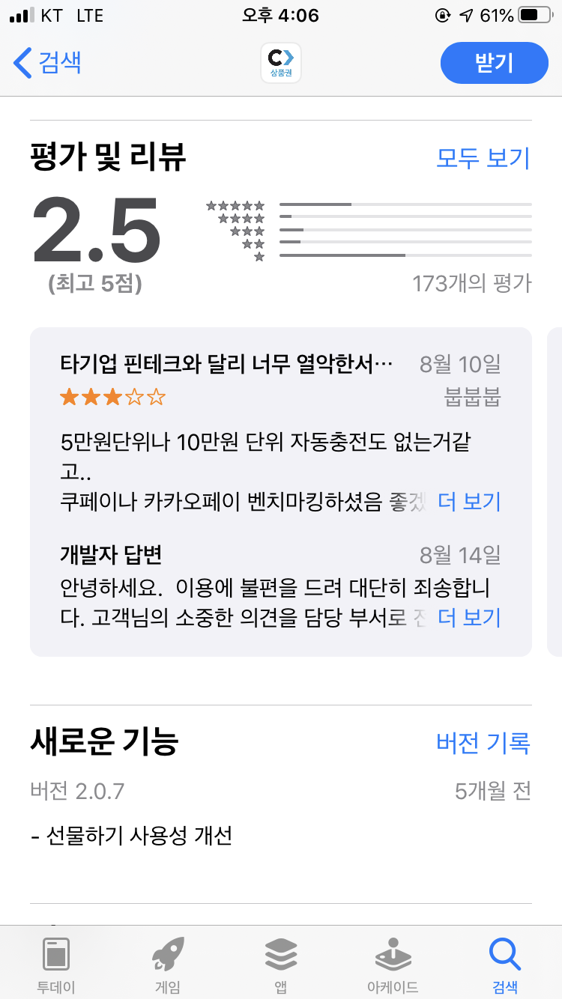 KT LTE 오후 4:06 61%
검색 C 상품권 받기
평가 및 리뷰 모두 보기
2.5
(최고 5점) 173개의 평가
타기업 핀테크와 달리 너무 열악한서… 8월 10일
붑붑붑
5만원단위나 10만원 단위 자동충전도 없는거같
고..
쿠페이나 카카오페이 벤치마킹하셨음 좋겠 더 보기
개발자 답변 8월 14일
안녕하세요. 이용에 불편을 드려 대단히 죄송합니
다. 고객님의 소중한 의견을 담당 부서로 더 보기
새로운 기능 버전 기록
버전 2.0.7 5개월 전
- 선물하기 사용성 개선
투데이 게임 앱 아케이드 검색